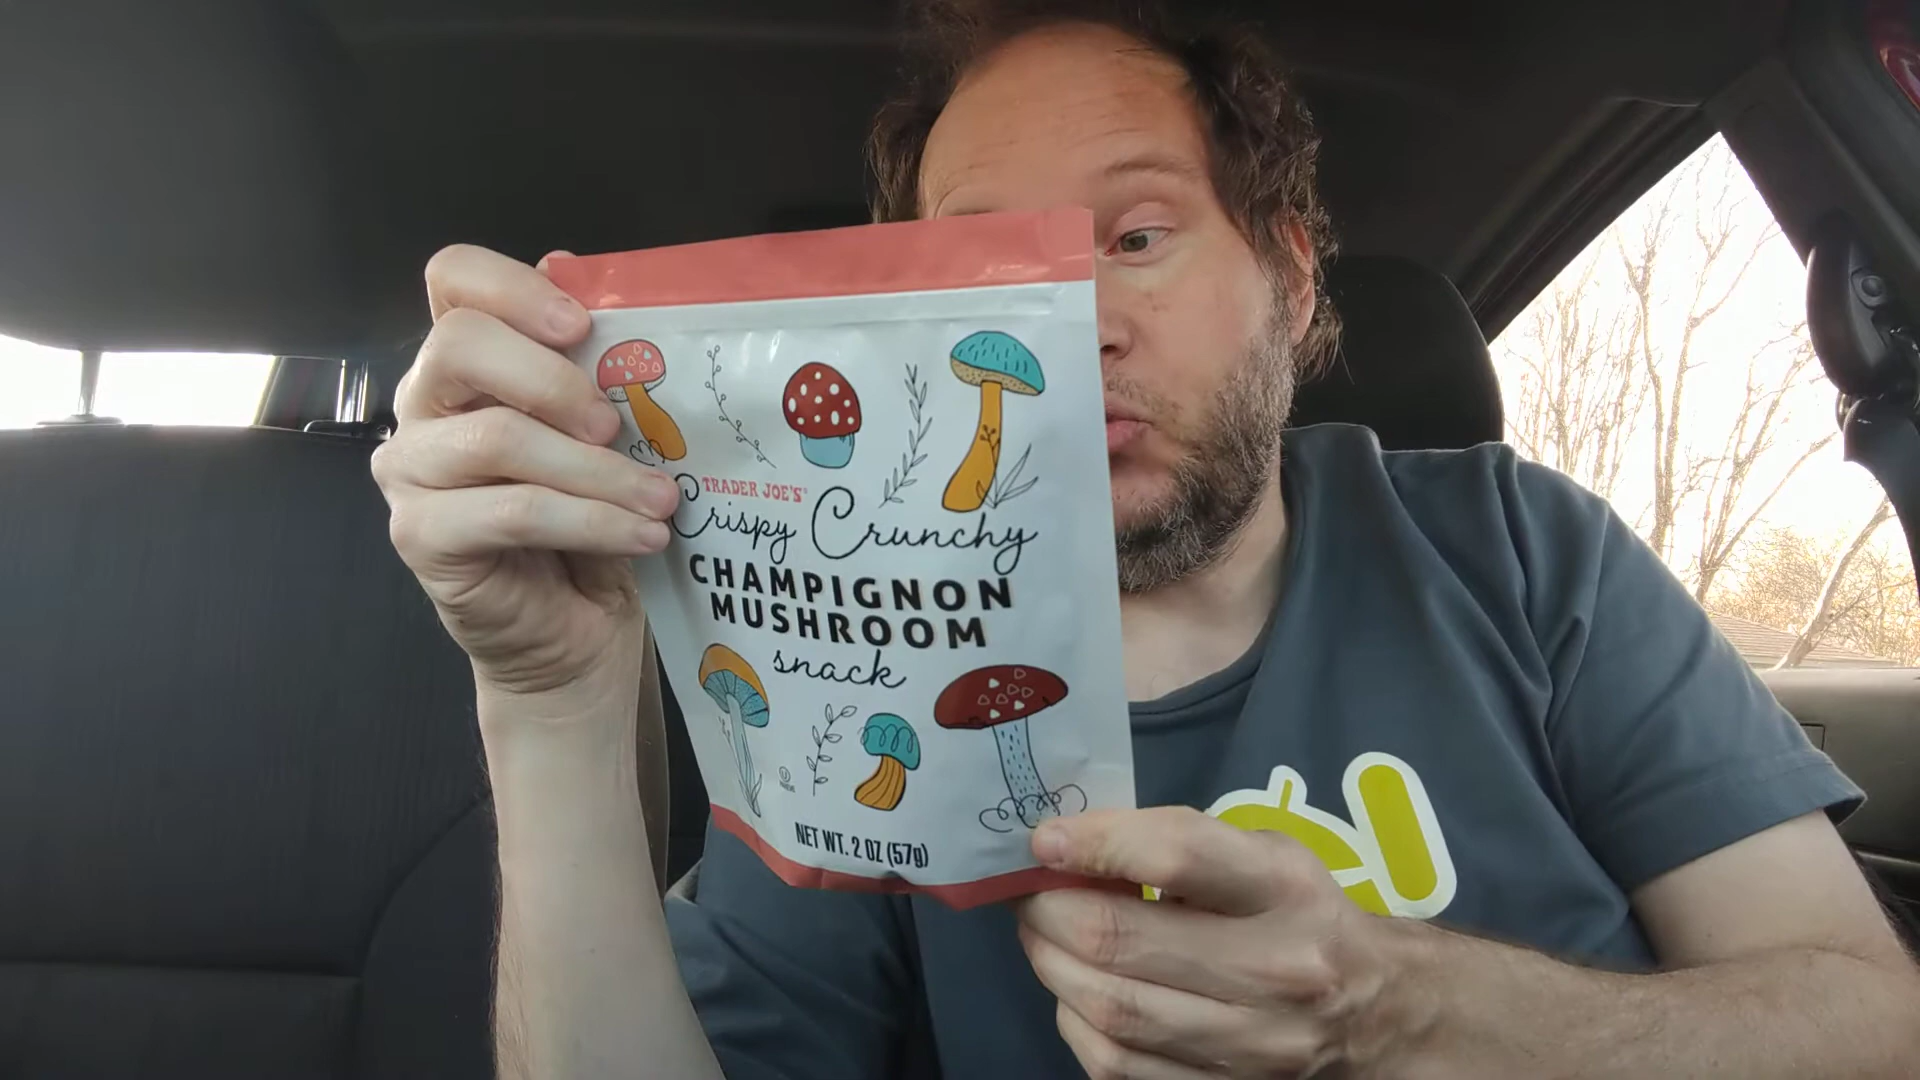 TRADER JOE'S®
Crispy Crunchy
CHAMPIGNON
MUSHROOM
snack
NET WT. 2 OZ (57g)